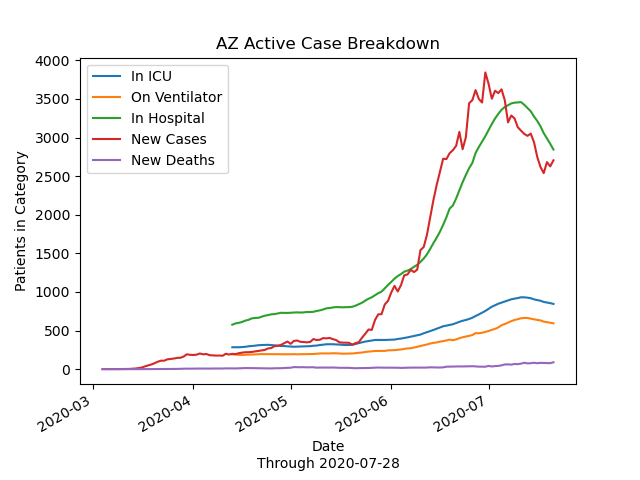 AZ Active Case Breakdown
In ICU
On Ventilator
In Hospital
New Cases
New Deaths
Patients in Category
4000
3500
3000
2500
2000
1500
1000
500
0
2020-03
2020-04
2020-05
2020-06
2020-07
Date
Through 2020-07-28